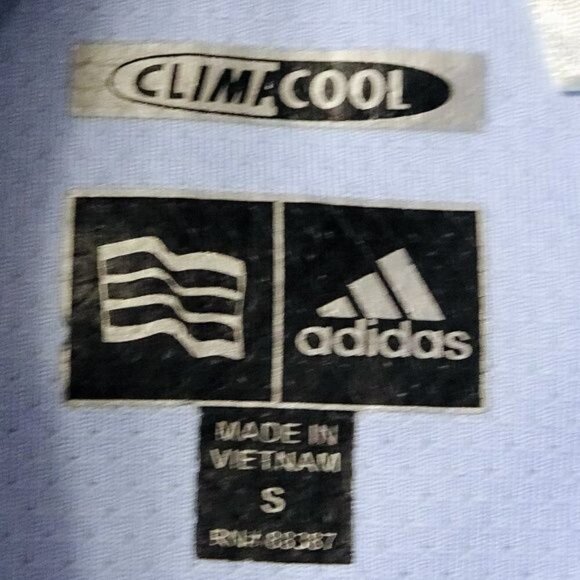 CLIMACOOL
adidas
MADE IN
VIETNAM
S
RN# 88387